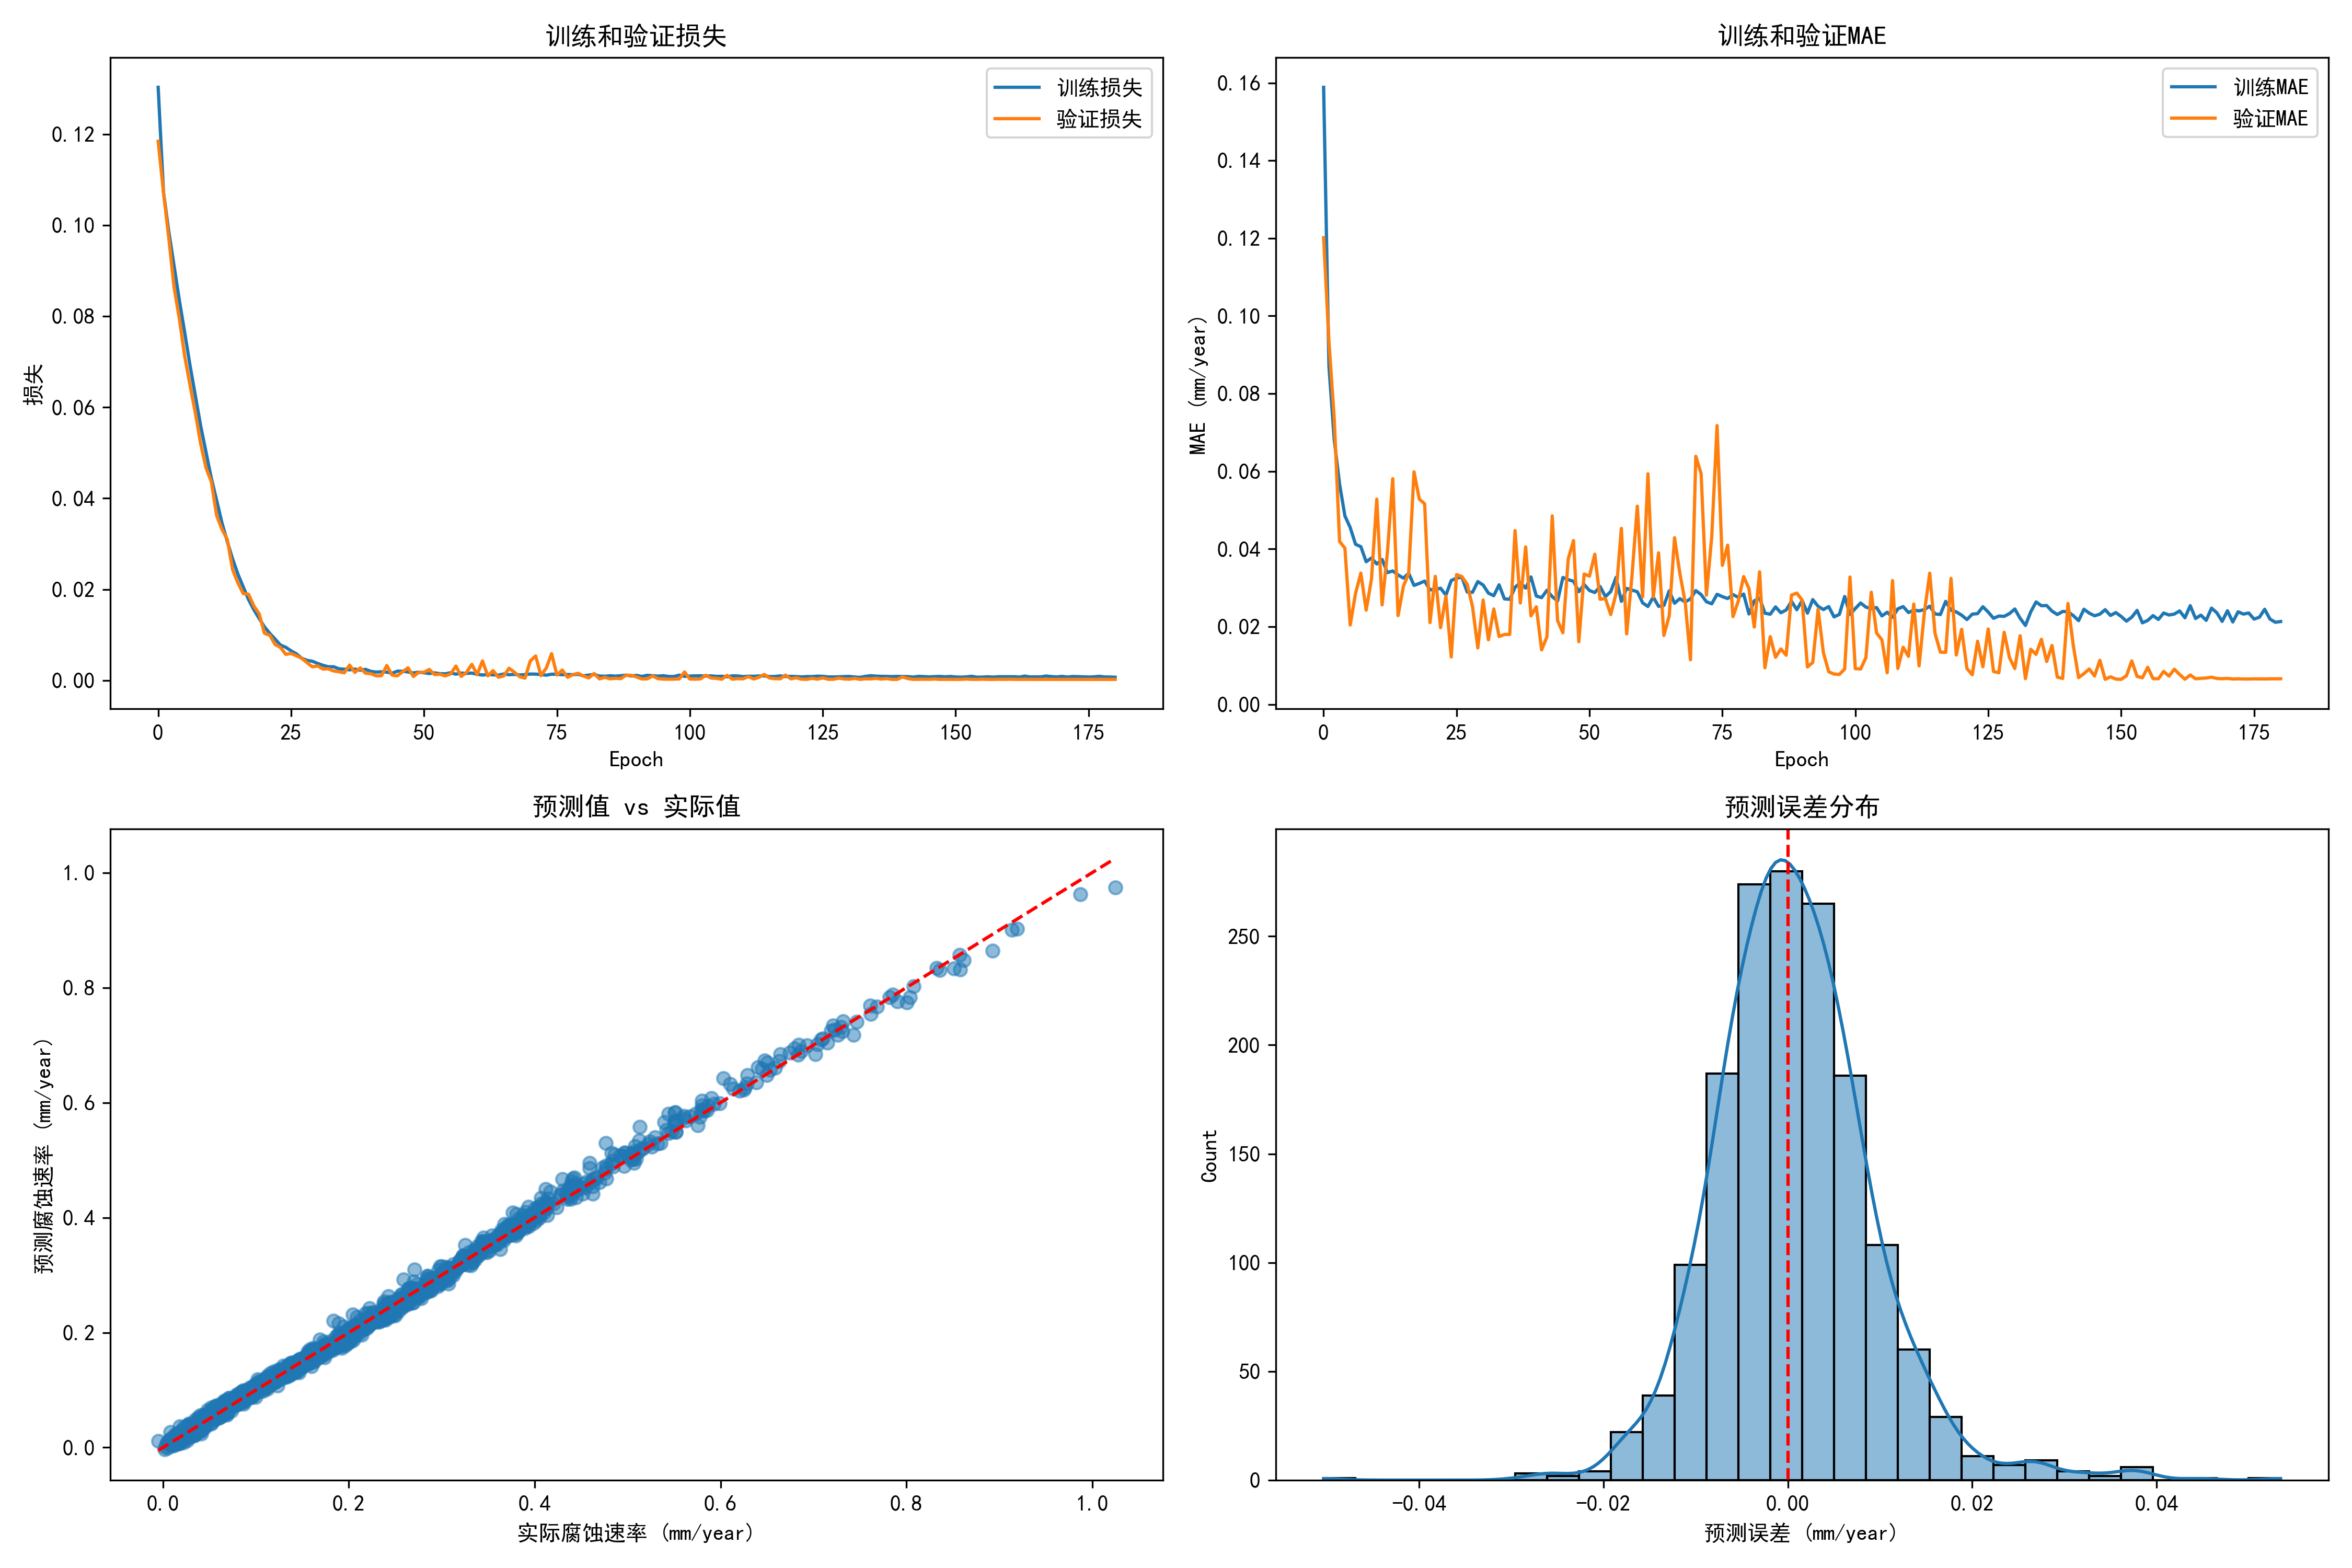 训练和验证损失
训练损失
验证损失
0.12
0.10
0.08
0.06
0.04
0.02
0.00
损失
0 25 50 75 100 125 150 175
Epoch
训练和验证MAE
训练MAE
验证MAE
0.16
0.14
0.12
0.10
0.08
0.06
0.04
0.02
0.00
MAE (mm/year)
0 25 50 75 100 125 150 175
Epoch
预测值 vs 实际值
1.0
0.8
0.6
0.4
0.2
0.0
预测腐蚀速率 (mm/year)
0.0 0.2 0.4 0.6 0.8 1.0
实际腐蚀速率 (mm/year)
预测误差分布
250
200
150
100
50
0
Count
-0.04 -0.02 0.00 0.02 0.04
预测误差 (mm/year)